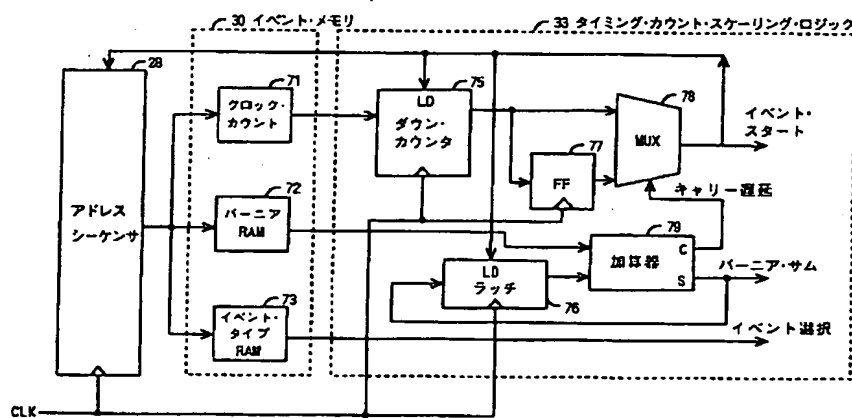 30 イベント・メモリ
33 タイミング・カウント・スケーリング・ロジック
28
アドレス
シーケンサ
71
クロック・
カウント
72
バーニア
RAM
73
イベント・
タイプ
RAM
75
LD
ダウン・
カウンタ
77
FF
78
MUX
イベント・
スタート
キャリー遅延
79
加算器
C
S
バーニア・サム
LD
ラッチ
76
イベント選択
CLK